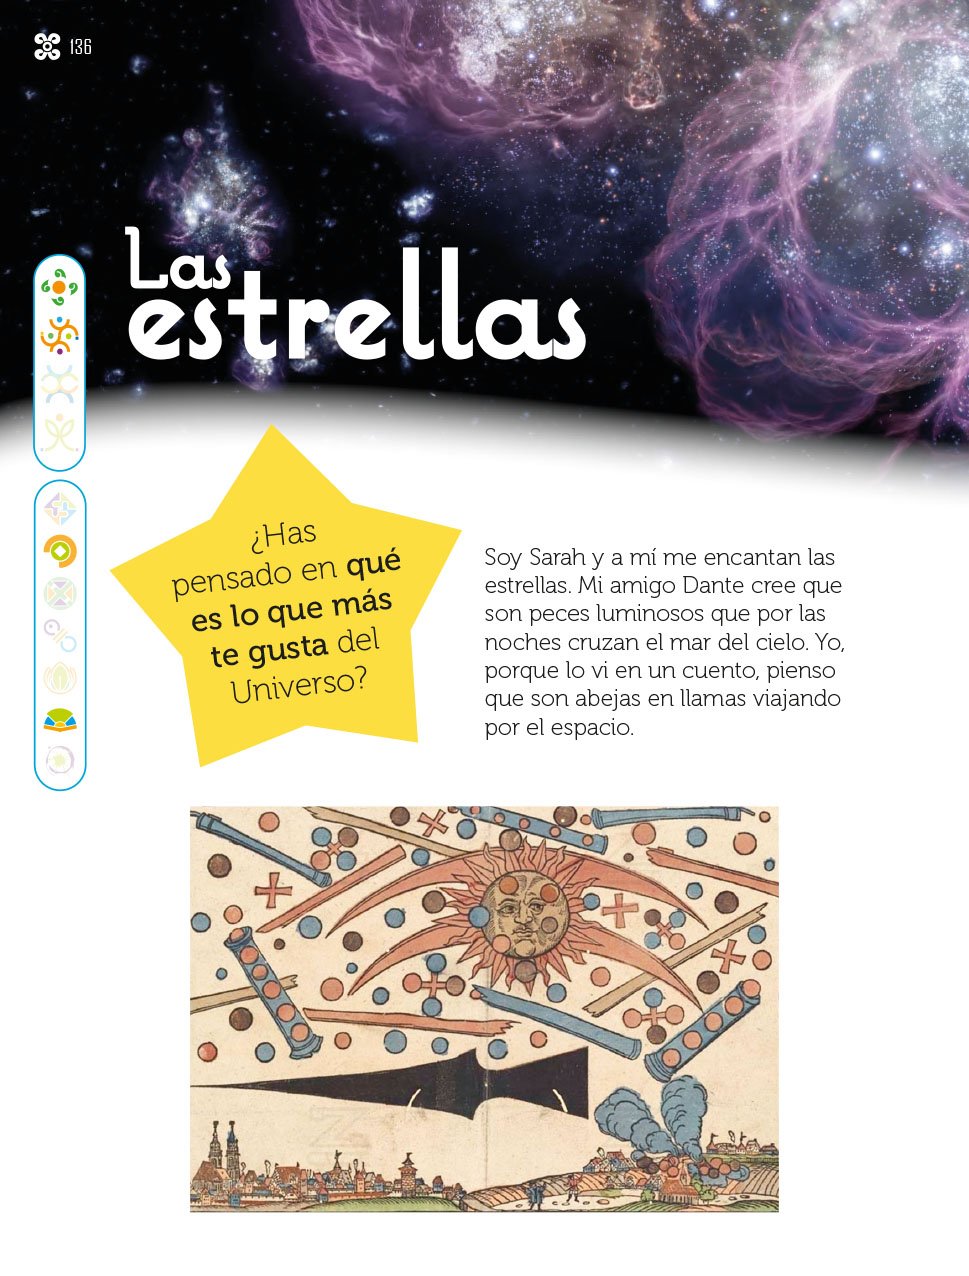 136
Las
estrellas
¿Has
pensado en qué
es lo que más
te gusta del
Universo?
Soy Sarah y a mí me encantan las
estrellas. Mi amigo Dante cree que
son peces luminosos que por las
noches cruzan el mar del cielo. Yo,
porque lo vi en un cuento, pienso
que son abejas en llamas viajando
por el espacio.